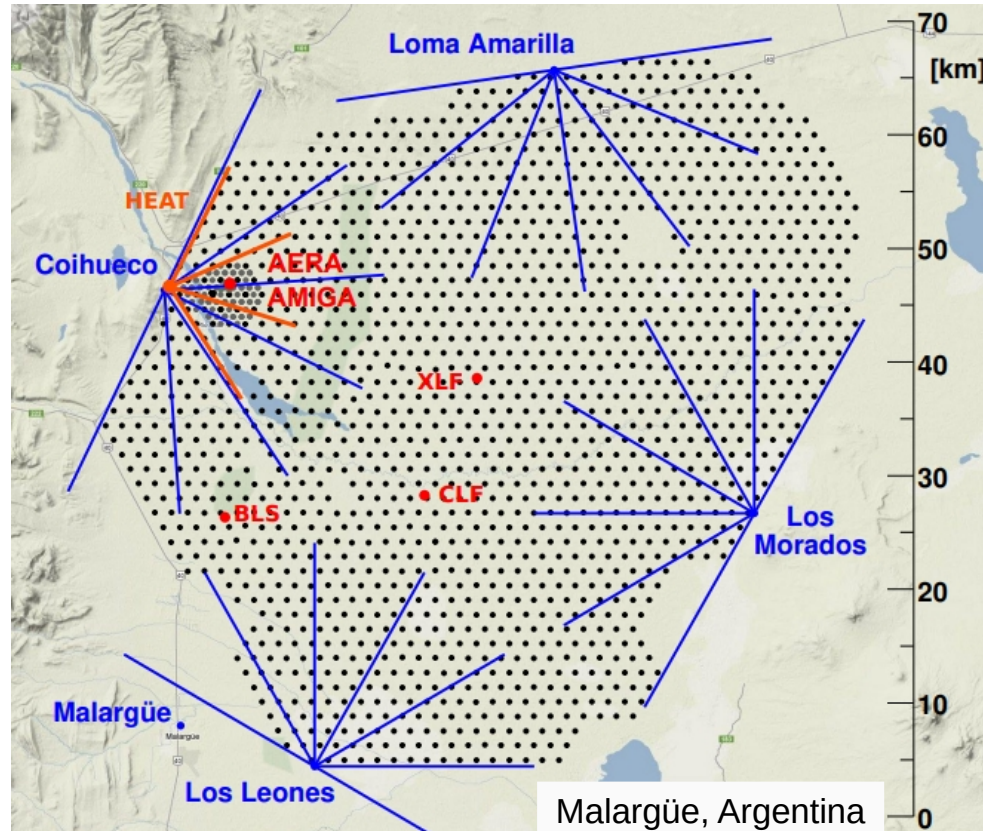 70
Loma Amarilla
[km]
60
HEAT
50
Coihueco
AERA
AMIGA
40
XLF
30
CLF
BLS
Los
Morados
20
Malargüe
Malargüe
10
Los Leones
Malargüe, Argentina
0